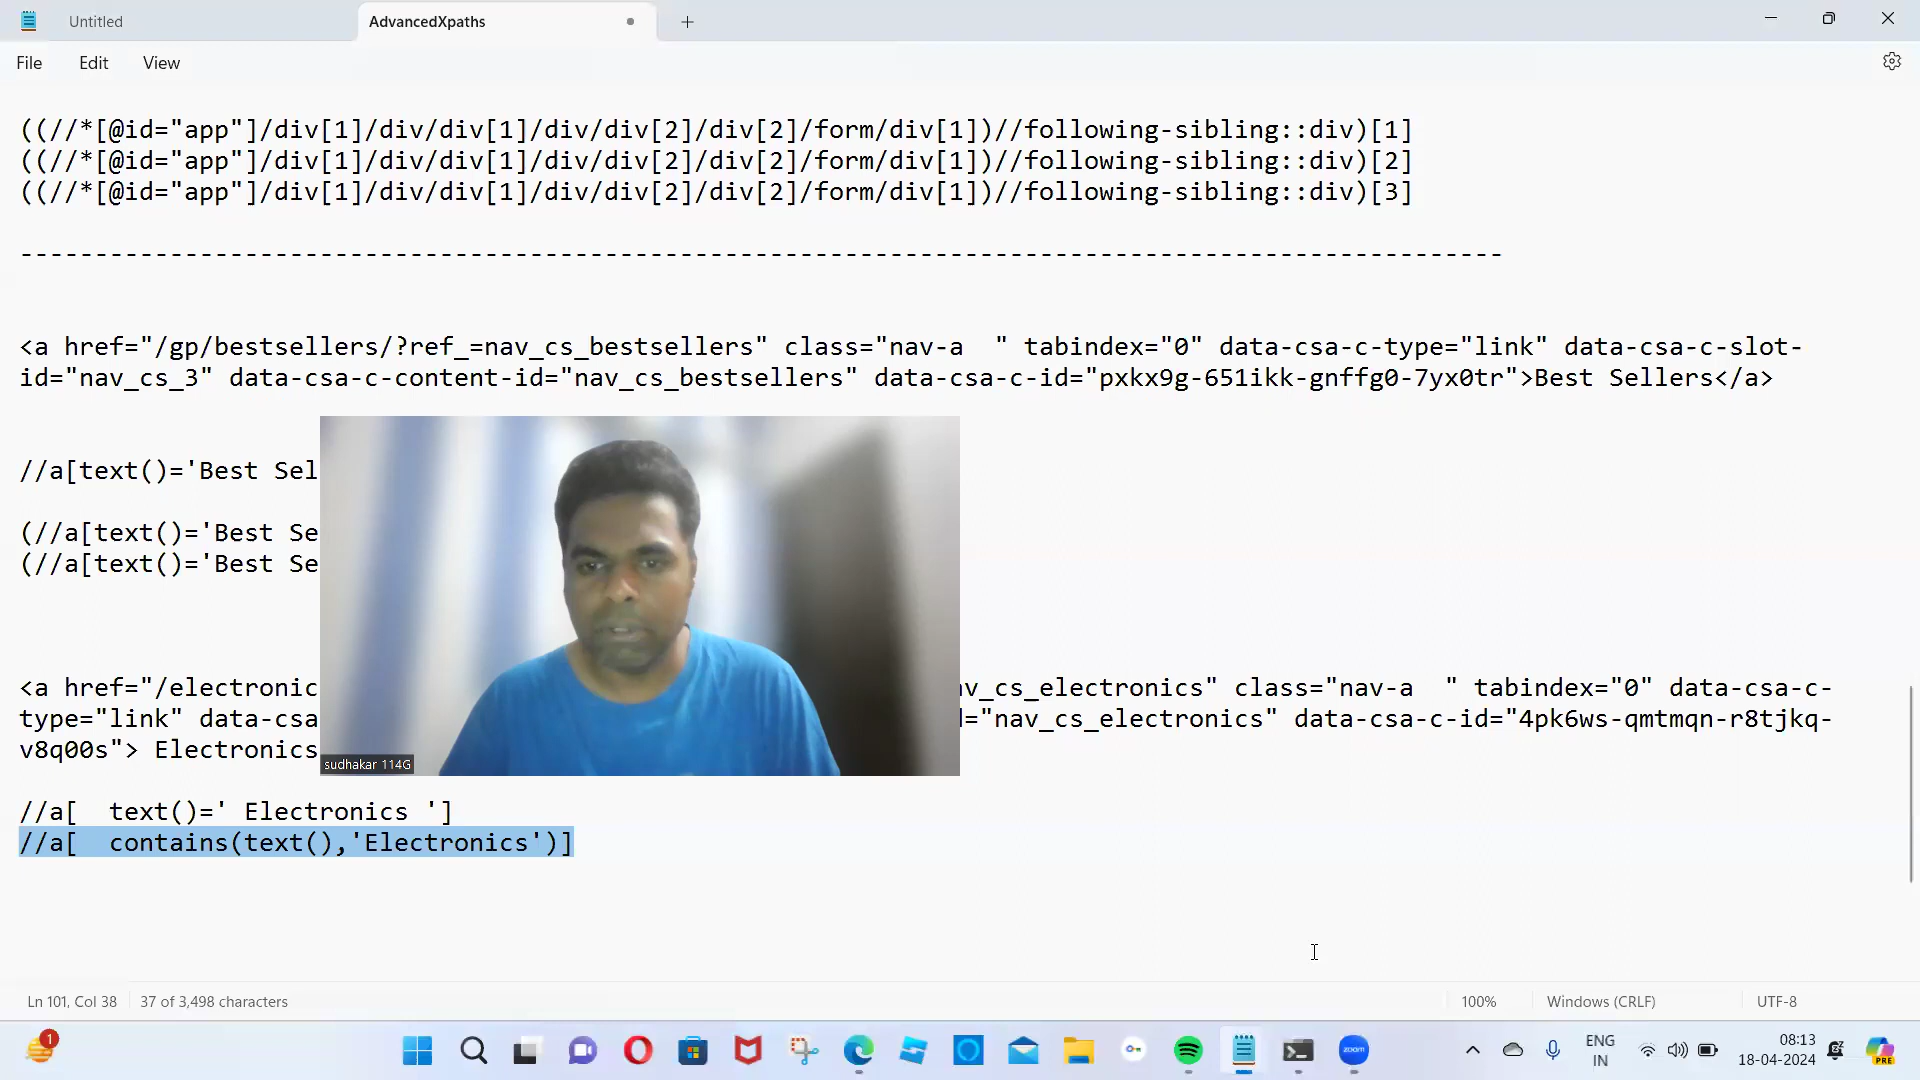 Untitled
AdvancedXpaths
File Edit View
((//*[@id="app"]/div[1]/div/div[1]/div/div[2]/div[2]/form/div[1])//following-sibling::div)[1]
((//*[@id="app"]/div[1]/div/div[1]/div/div[2]/div[2]/form/div[1])//following-sibling::div)[2]
((//*[@id="app"]/div[1]/div/div[1]/div/div[2]/div[2]/form/div[1])//following-sibling::div)[3]
---------------------------------------------------------------------------------------------------
<a href="/gp/bestsellers/?ref_=nav_cs_bestsellers" class="nav-a  " tabindex="0" data-csa-c-type="link" data-csa-c-slot-
id="nav_cs_3" data-csa-c-content-id="nav_cs_bestsellers" data-csa-c-id="pxkx9g-651ikk-gnffg0-7yx0tr">Best Sellers</a>
//a[text()='Best Sel
(//a[text()='Best Se
(//a[text()='Best Se
<a href="/electronic v_cs_electronics" class="nav-a  " tabindex="0" data-csa-c-
type="link" data-csa ="nav_cs_electronics" data-csa-c-id="4pk6ws-qmtmqn-r8tjkq-
v8q00s"> Electronics
sudhakar 114G
//a[  text()=' Electronics ']
//a[  contains(text(),'Electronics')]
Ln 101, Col 38 37 of 3,498 characters 100% Windows (CRLF) UTF-8
1
zoom
ENG
IN
08:13
18-04-2024
PRE